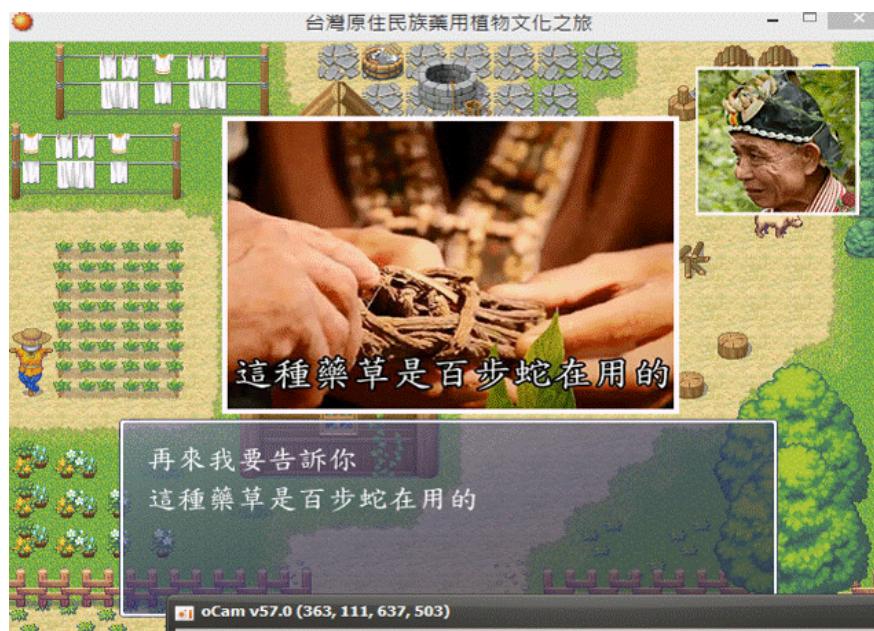 台灣原住民族藥用植物文化之旅
這種藥草是百步蛇在用的
再來我要告訴你
這種藥草是百步蛇在用的
oCam v57.0 (363, 111, 637, 503)